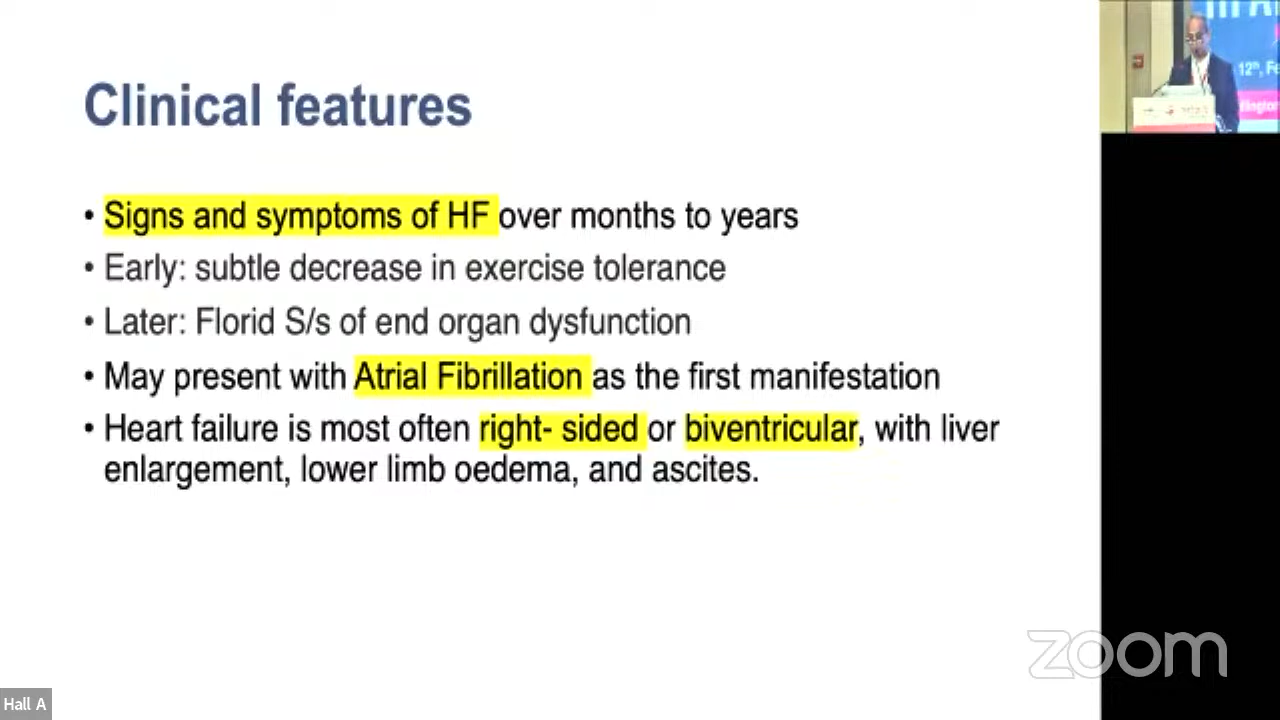 Clinical features
• Signs and symptoms of HF over months to years
• Early: subtle decrease in exercise tolerance
• Later: Florid S/s of end organ dysfunction
• May present with Atrial Fibrillation as the first manifestation
• Heart failure is most often right- sided or biventricular, with liver
enlargement, lower limb oedema, and ascites.
12th, Fe
zoom
Hall A